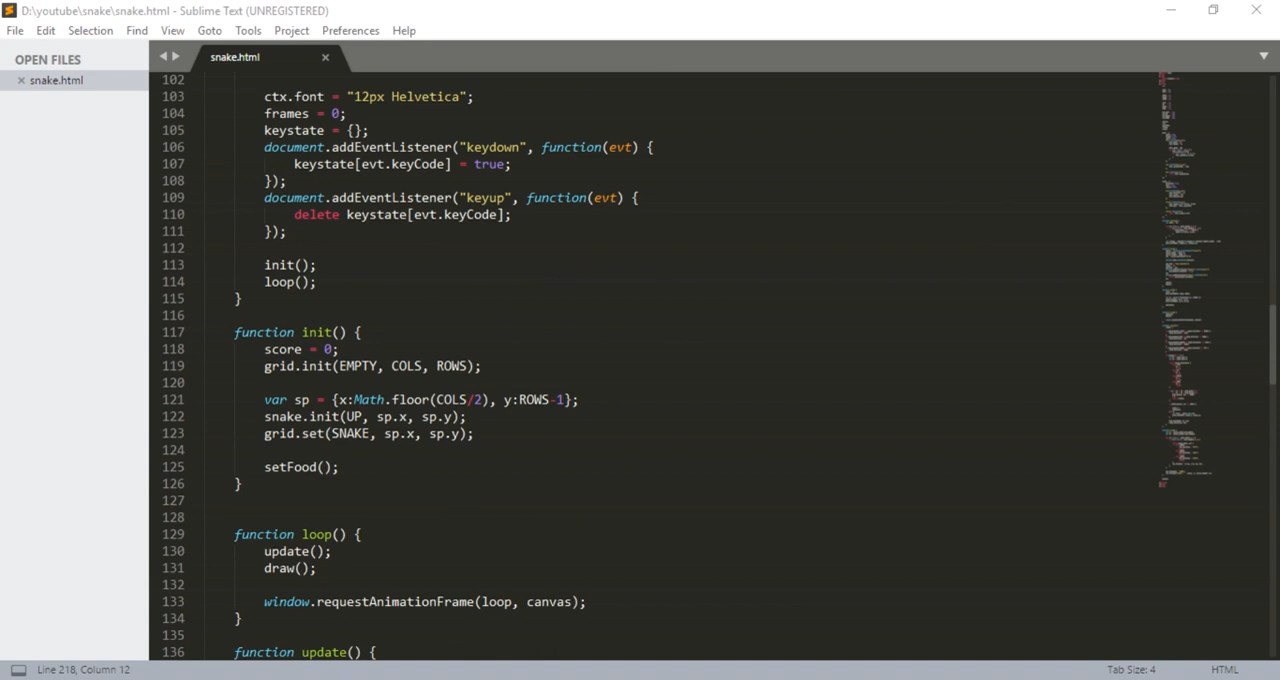 D:\youtube\snake\snake.html - Sublime Text (UNREGISTERED)
File Edit Selection Find View Goto Tools Project Preferences Help
OPEN FILES
snake.html
snake.html
102
103 ctx.font = "12px Helvetica";
104 frames = 0;
105 keystate = {};
106 document.addEventListener("keydown", function(evt) {
107 keystate[evt.keyCode] = true;
108 });
109 document.addEventListener("keyup", function(evt) {
110 delete keystate[evt.keyCode];
111 });
112
113 init();
114 loop();
115 }
116
117 function init() {
118 score = 0;
119 grid.init(EMPTY, COLS, ROWS);
120
121 var sp = {x:Math.floor(COLS/2), y:ROWS-1};
122 snake.init(UP, sp.x, sp.y);
123 grid.set(SNAKE, sp.x, sp.y);
124
125 setFood();
126 }
127
128
129 function loop() {
130 update();
131 draw();
132
133 window.requestAnimationFrame(loop, canvas);
134 }
135
136 function update() {
Line 218, Column 12 Tab Size: 4 HTML